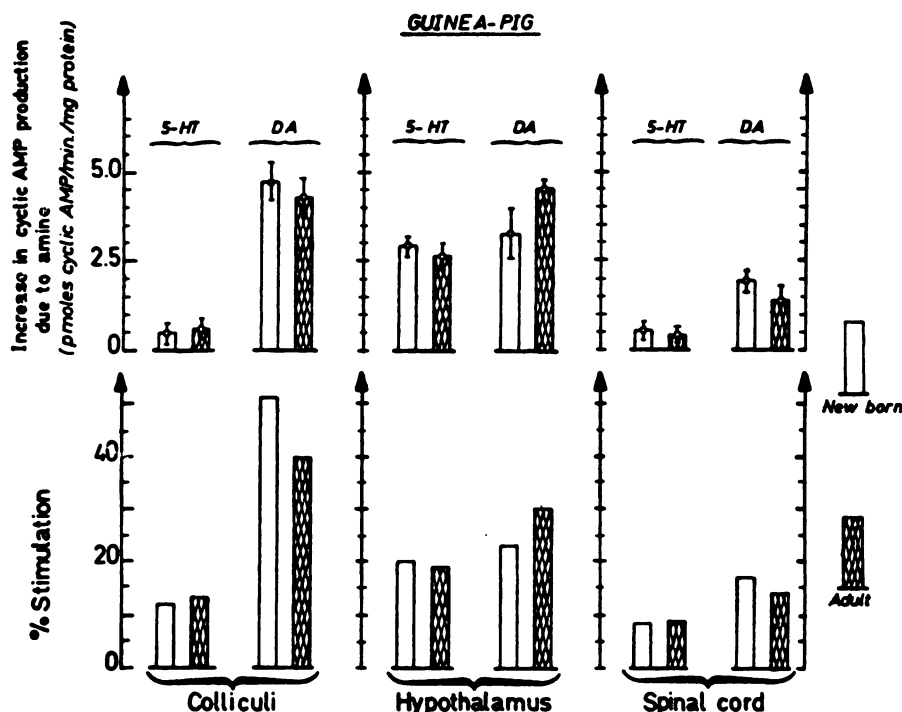 GUINEA-PIG
Increase in cyclic AMP production
due to amine
(pmoles cyclic AMP/min./mg protein)
5-HT DA
5-HT DA
5-HT DA
5.0
2.5
0
New born
% Stimulation
40
20
0
Adult
Colliculi Hypothalamus Spinal cord